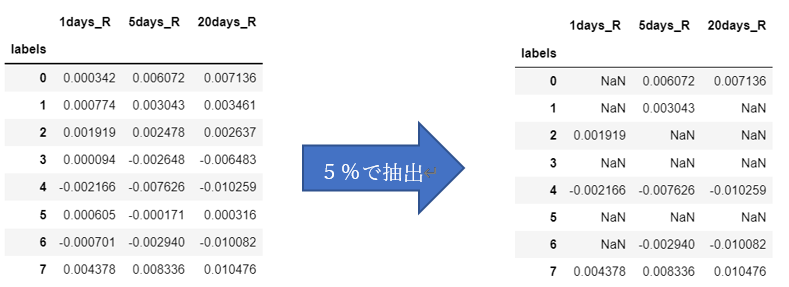 1days_R 5days_R 20days_R
labels
0 0.000342 0.006072 0.007136
1 0.000774 0.003043 0.003461
2 0.001919 0.002478 0.002637
3 0.000094 -0.002648 -0.006483
4 -0.002166 -0.007626 -0.010259
5 0.000605 -0.000171 0.000316
6 -0.000701 -0.002940 -0.010082
7 0.004378 0.008336 0.010476
５％で抽出↵
1days_R 5days_R 20days_R
labels
0 NaN 0.006072 0.007136
1 NaN 0.003043 NaN
2 0.001919 NaN NaN
3 NaN NaN NaN
4 -0.002166 -0.007626 -0.010259
5 NaN NaN NaN
6 NaN -0.002940 -0.010082
7 0.004378 0.008336 0.010476